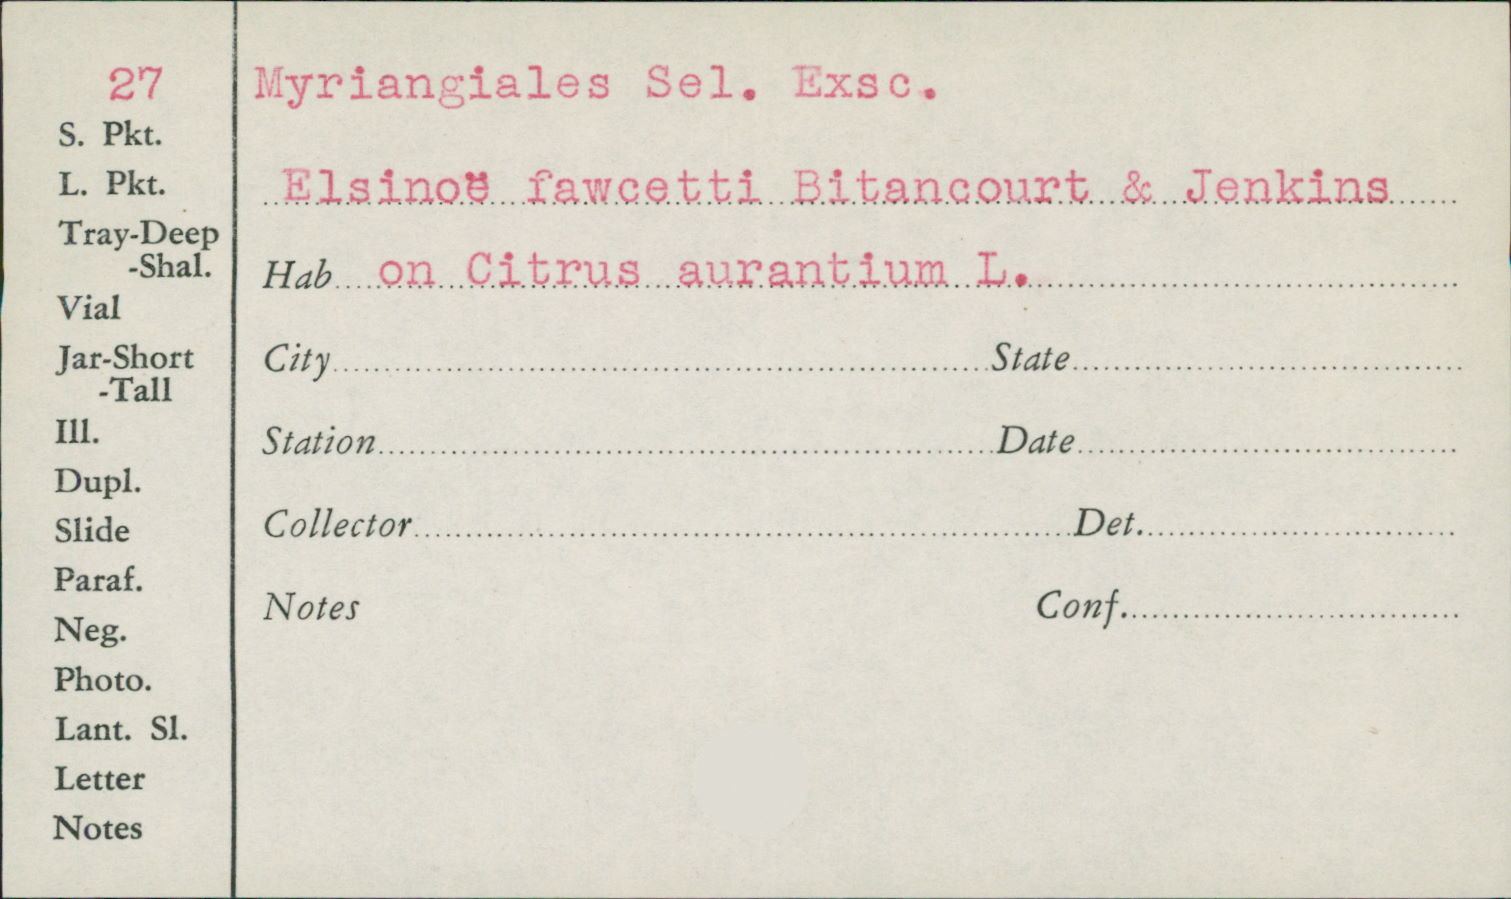 27 Myriangiales Sel. Exsc.
S. Pkt.
L. Pkt.
Tray-Deep
-Shal.
Vial
Jar-Short
-Tall
Ill.
Dupl.
Slide
Paraf.
Neg.
Photo.
Lant. Sl.
Letter
Notes
Elsinoë fawcetti Bitancourt & Jenkins
Hab on Citrus aurantium L.
City State
Station Date
Collector Det.
Notes Conf.